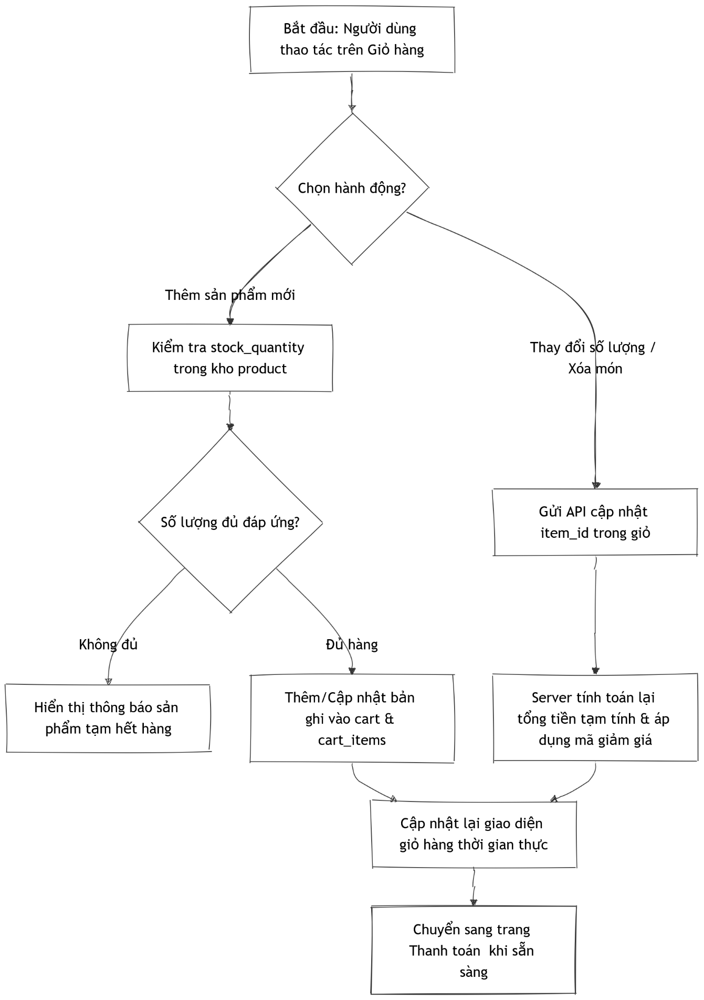 Bắt đầu: Người dùng
thao tác trên Giỏ hàng
Chọn hành động?
Thêm sản phẩm mới
Kiểm tra stock_quantity
trong kho product
Thay đổi số lượng /
Xóa món
Số lượng đủ đáp ứng?
Gửi API cập nhật
item_id trong giỏ
Không đủ
Đủ hàng
Hiển thị thông báo sản
phẩm tạm hết hàng
Thêm/Cập nhật bản
ghi vào cart &
cart_items
Server tính toán lại
tổng tiền tạm tính & áp
dụng mã giảm giá
Cập nhật lại giao diện
giỏ hàng thời gian thực
Chuyển sang trang
Thanh toán  khi sẵn
sàng